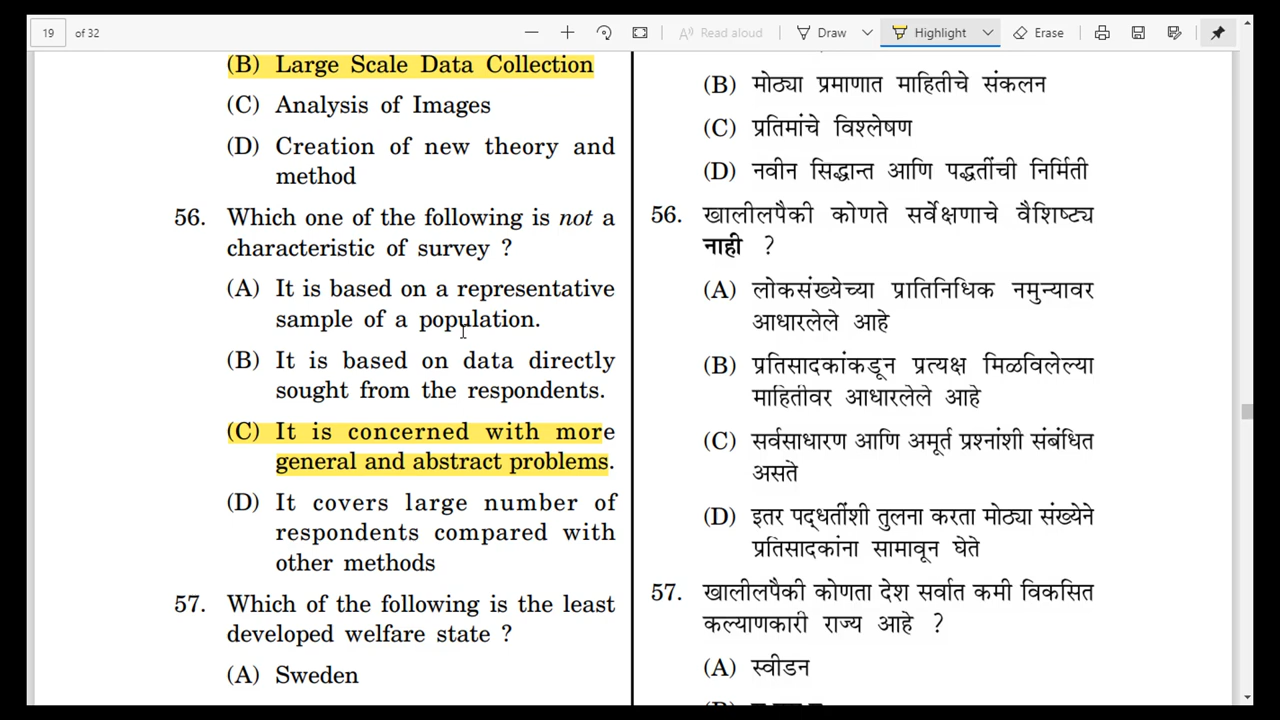 19 of 32 Read aloud Draw Highlight Erase
(B) Large Scale Data Collection
(C) Analysis of Images
(D) Creation of new theory and
method
56. Which one of the following is not a
characteristic of survey ?
(A) It is based on a representative
sample of a population.
(B) It is based on data directly
sought from the respondents.
(C) It is concerned with more
general and abstract problems.
(D) It covers large number of
respondents compared with
other methods
57. Which of the following is the least
developed welfare state ?
(A) Sweden
(B) मोठ्या प्रमाणात माहितीचे संकलन
(C) प्रतिमांचे विश्लेषण
(D) नवीन सिद्धान्त आणि पद्धतींची निर्मिती
56. खालीलपैकी कोणते सर्वेक्षणाचे वैशिष्ट्य
नाही ?
(A) लोकसंख्येच्या प्रातिनिधिक नमुन्यावर
आधारलेले आहे
(B) प्रतिसादकांकडून प्रत्यक्ष मिळविलेल्या
माहितीवर आधारलेले आहे
(C) सर्वसाधारण आणि अमूर्त प्रश्नांशी संबंधित
असते
(D) इतर पद्धतींशी तुलना करता मोठ्या संख्येने
प्रतिसादकांना सामावून घेते
57. खालीलपैकी कोणता देश सर्वात कमी विकसित
कल्याणकारी राज्य आहे ?
(A) स्वीडन